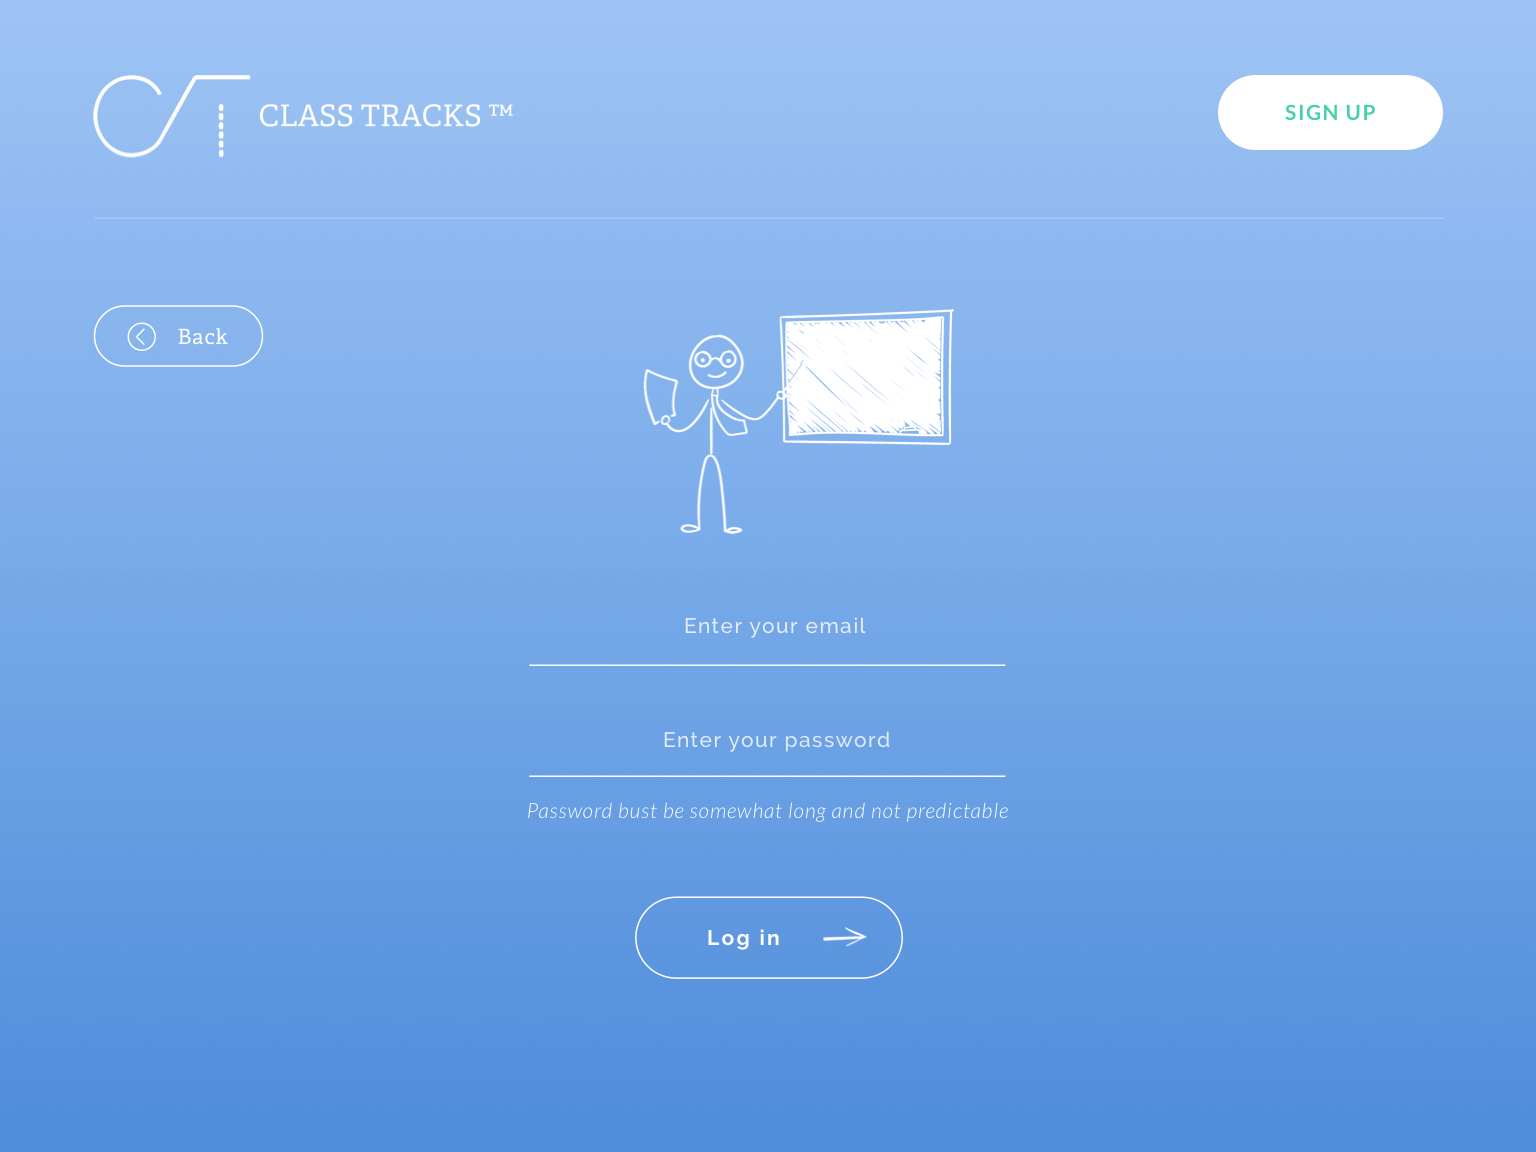 CLASS TRACKS ™
SIGN UP
Back
Enter your email
Enter your password
Password bust be somewhat long and not predictable
Log in